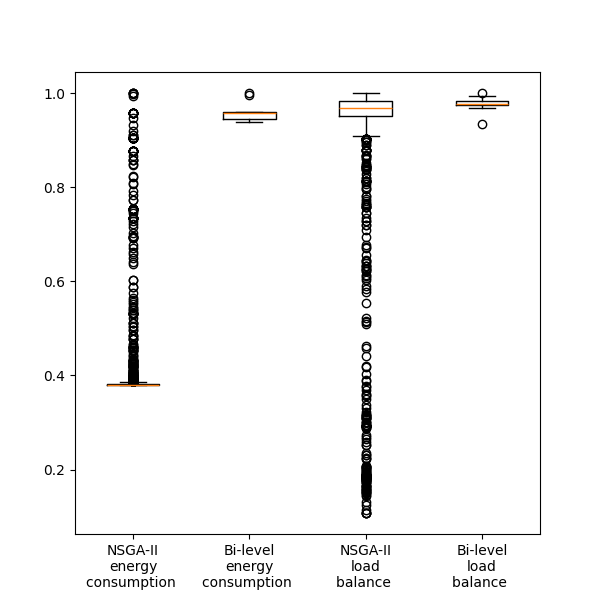 1.0
0.8
0.6
0.4
0.2
NSGA-II
energy
consumption
Bi-level
energy
consumption
NSGA-II
load
balance
Bi-level
load
balance